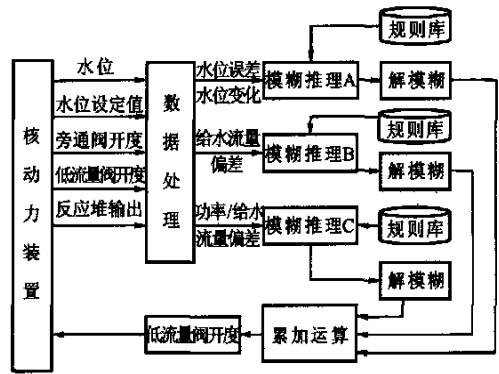 规则库
水位
水位误差
模糊推理A
解模糊
水位设定值
水位变化
核动力装置
数据处理
旁通阀开度
给水流量
偏差
模糊推理B
规则库
解模糊
低流量阀开度
反应堆输出
功率/给水
流量偏差
模糊推理C
规则库
解模糊
低流量阀开度
累加运算